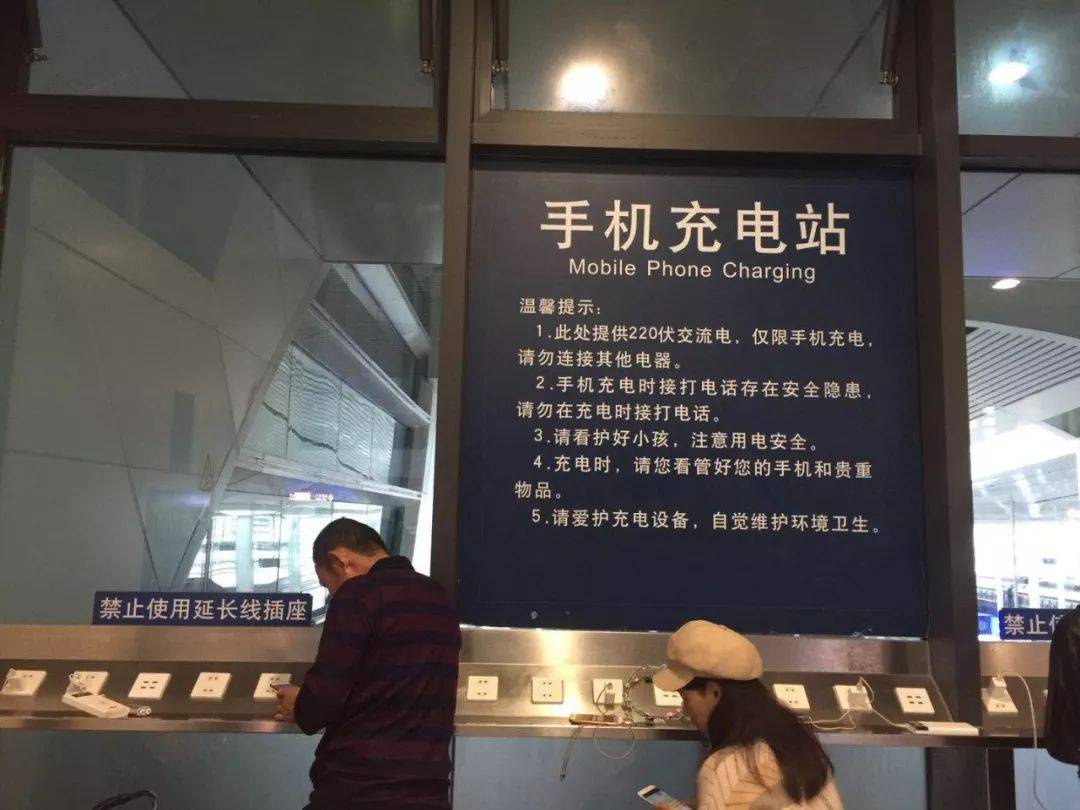 手机充电站
Mobile Phone Charging
温馨提示：
1.此处提供220伏交流电，仅限手机充电，
请勿连接其他电器。
2.手机充电时接打电话存在安全隐患，
请勿在充电时接打电话。
3.请看护好小孩，注意用电安全。
4.充电时，请您看管好您的手机和贵重
物品。
5.请爱护充电设备，自觉维护环境卫生。
禁止使用延长线插座
禁止使